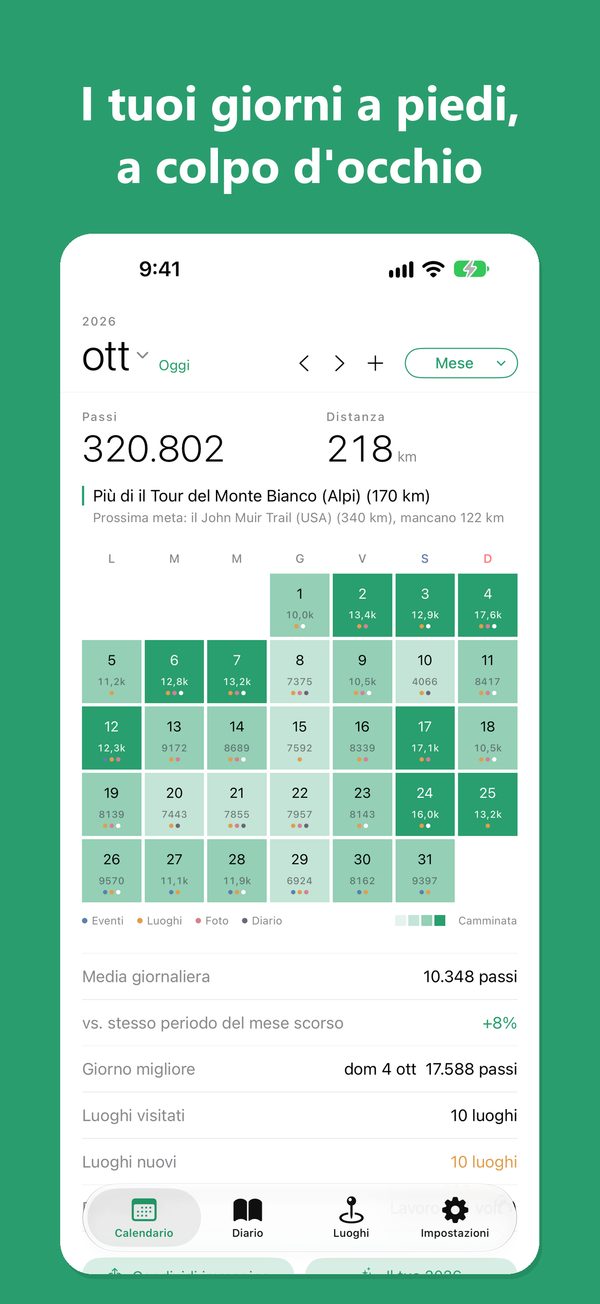 I tuoi giorni a piedi,
a colpo d'occhio
9:41
2026
ott Oggi Mese
Passi Distanza
320.802 218 km
Più di il Tour del Monte Bianco (Alpi) (170 km)
Prossima meta: il John Muir Trail (USA) (340 km), mancano 122 km
L M M G V S D
1 2 3 4
10,0k 13,4k 12,9k 17,6k
5 6 7 8 9 10 11
11,2k 12,8k 13,2k 7375 10,5k 4066 8417
12 13 14 15 16 17 18
12,3k 9172 8689 7592 8339 17,1k 10,5k
19 20 21 22 23 24 25
8139 7443 7855 7957 8143 16,0k 13,2k
26 27 28 29 30 31
9570 11,1k 11,9k 6924 8162 9397
Eventi Luoghi Foto Diario Camminata
Media giornaliera 10.348 passi
vs. stesso periodo del mese scorso +8%
Giorno migliore dom 4 ott 17.588 passi
Luoghi visitati 10 luoghi
Luoghi nuovi 10 luoghi
Lavoro
Calendario Diario Luoghi Impostazioni
Il tuo 2026